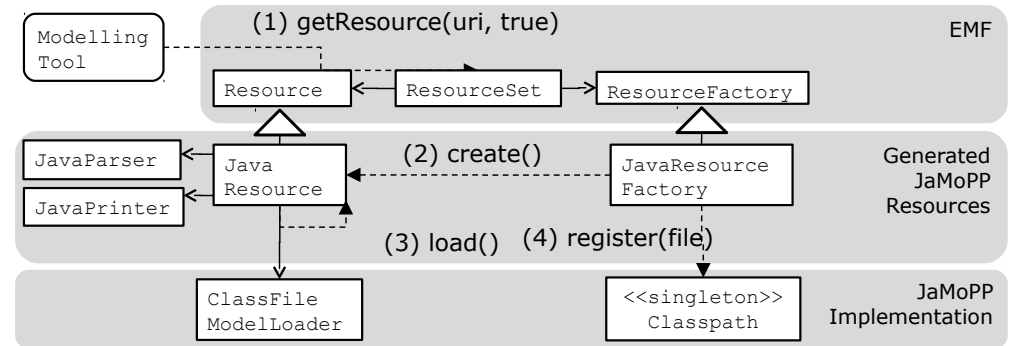 (1) getResource(uri, true)
EMF
Modelling
Tool
Resource
ResourceSet
ResourceFactory
JavaParser
JavaPrinter
Java
Resource
(2) create()
JavaResource
Factory
Generated
JaMoPP
Resources
(3) load()
(4) register(file)
ClassFile
ModelLoader
<<singleton>>
Classpath
JaMoPP
Implementation